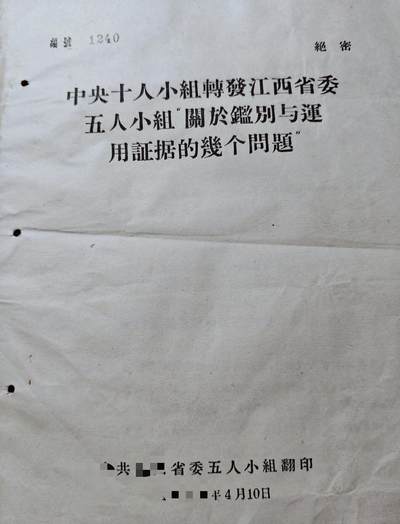 編號 1240
絕密
中央十人小組轉發江西省委
五人小組“關於鑑別与運
用証据的幾个問題”
共 省委五人小組翻印
年4月10日